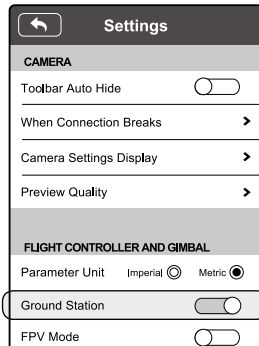 Settings
CAMERA
Toolbar Auto Hide
When Connection Breaks
Camera Settings Display
Preview Quality
FLIGHT CONTROLLER AND GIMBAL
Parameter Unit Imperial Metric
Ground Station
FPV Mode